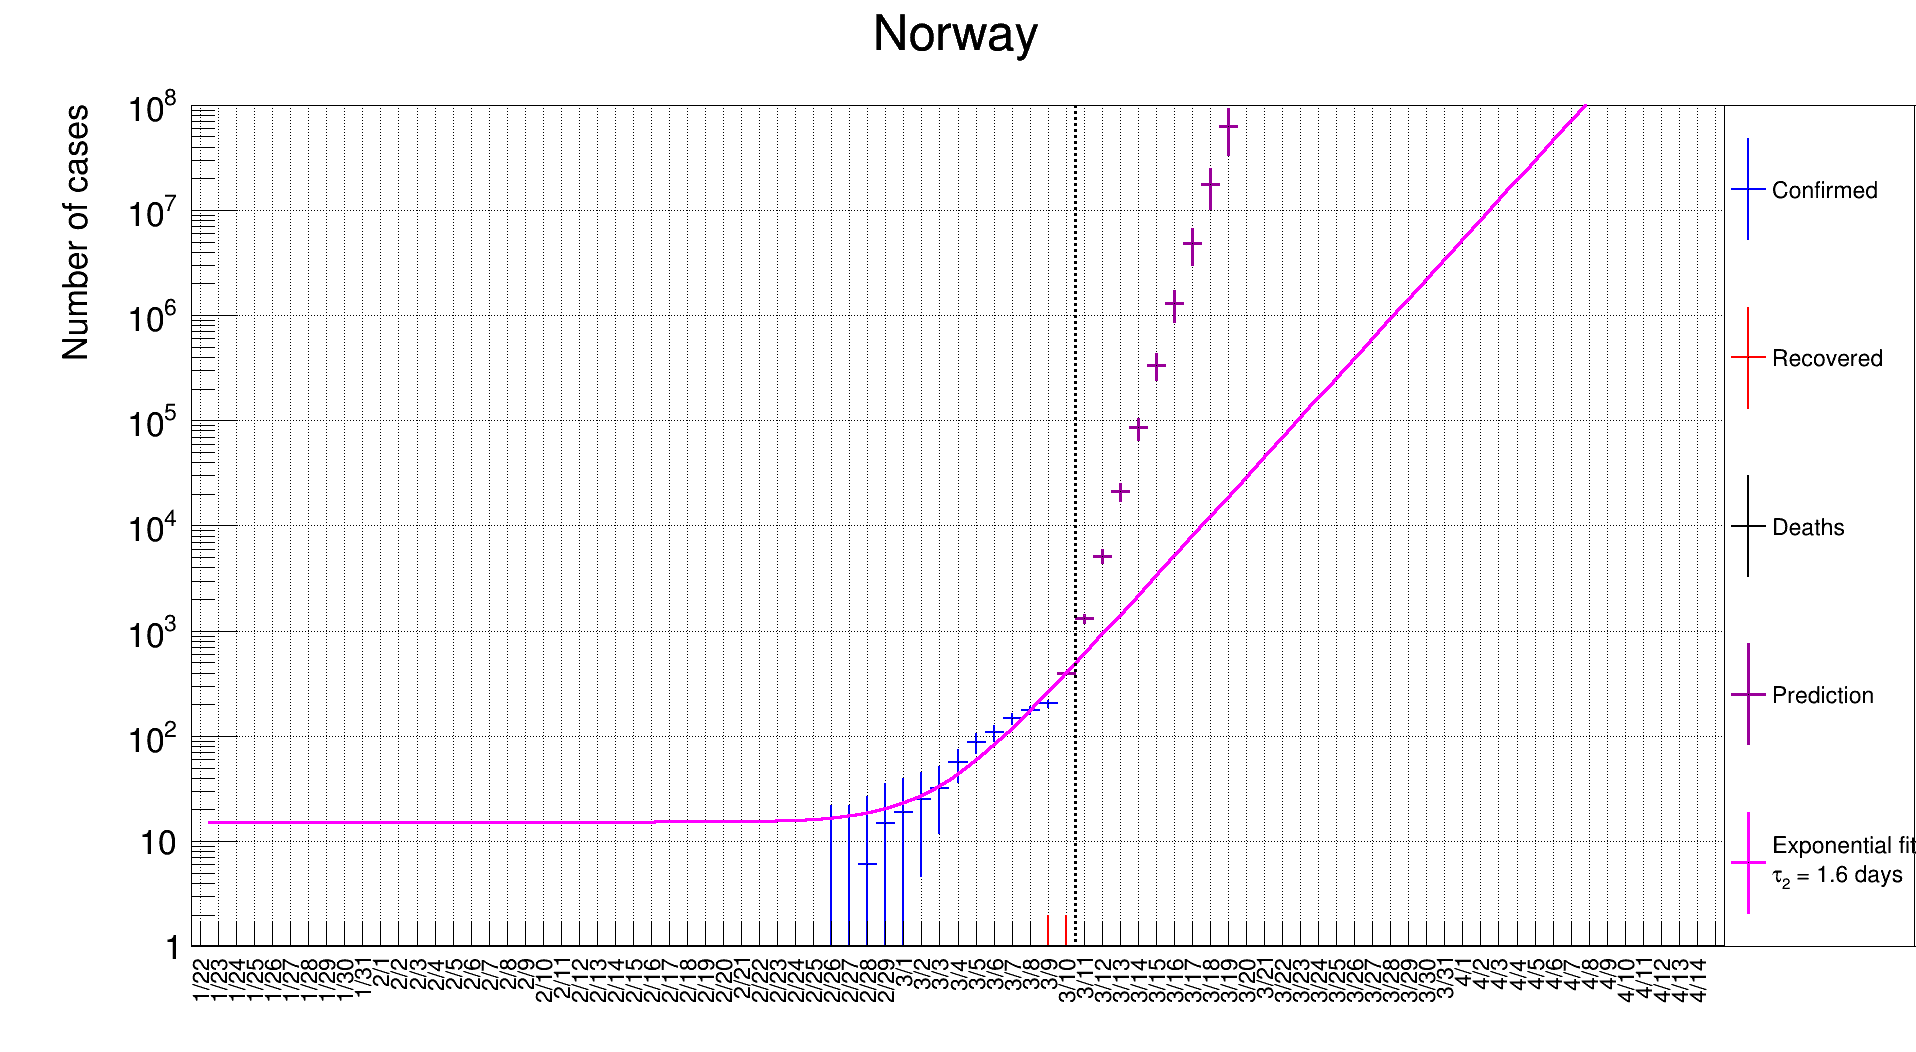 Norway
Number of cases
10^8
10^7
10^6
10^5
10^4
10^3
10^2
10
1
1/22 1/23 1/24 1/25 1/26 1/27 1/28 1/29 1/30 1/31 2/1 2/2 2/3 2/4 2/5 2/6 2/7 2/8 2/9 2/10 2/11 2/12 2/13 2/14 2/15 2/16 2/17 2/18 2/19 2/20 2/21 2/22 2/23 2/24 2/25 2/26 2/27 2/28 2/29 3/1 3/2 3/3 3/4 3/5 3/6 3/7 3/8 3/9 3/10 3/11 3/12 3/13 3/14 3/15 3/16 3/17 3/18 3/19 3/20 3/21 3/22 3/23 3/24 3/25 3/26 3/27 3/28 3/29 3/30 3/31 4/1 4/2 4/3 4/4 4/5 4/6 4/7 4/8 4/9 4/10 4/11 4/12 4/13 4/14
Confirmed
Recovered
Deaths
Prediction
Exponential fit
τ₂ = 1.6 days